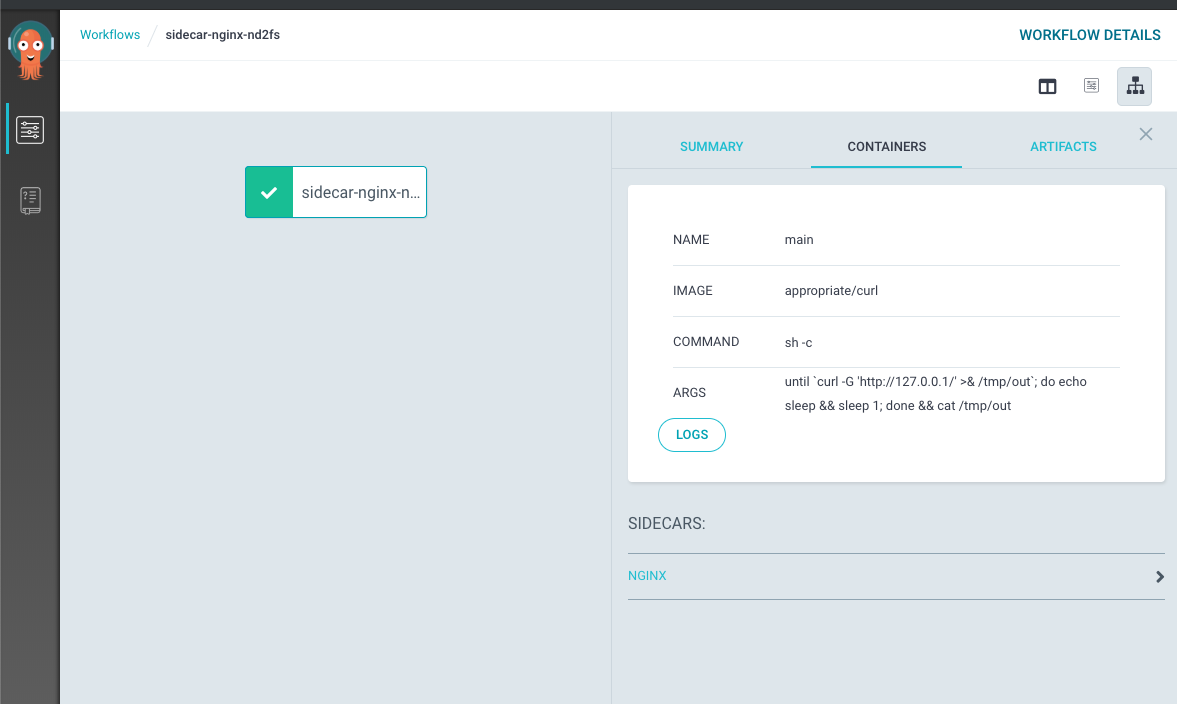 Workflows / sidecar-nginx-nd2fs
WORKFLOW DETAILS
sidecar-nginx-n...
SUMMARY
CONTAINERS
ARTIFACTS
NAME main
IMAGE appropriate/curl
COMMAND sh -c
ARGS until `curl -G 'http://127.0.0.1/' >& /tmp/out`; do echo
sleep && sleep 1; done && cat /tmp/out
LOGS
SIDECARS:
NGINX